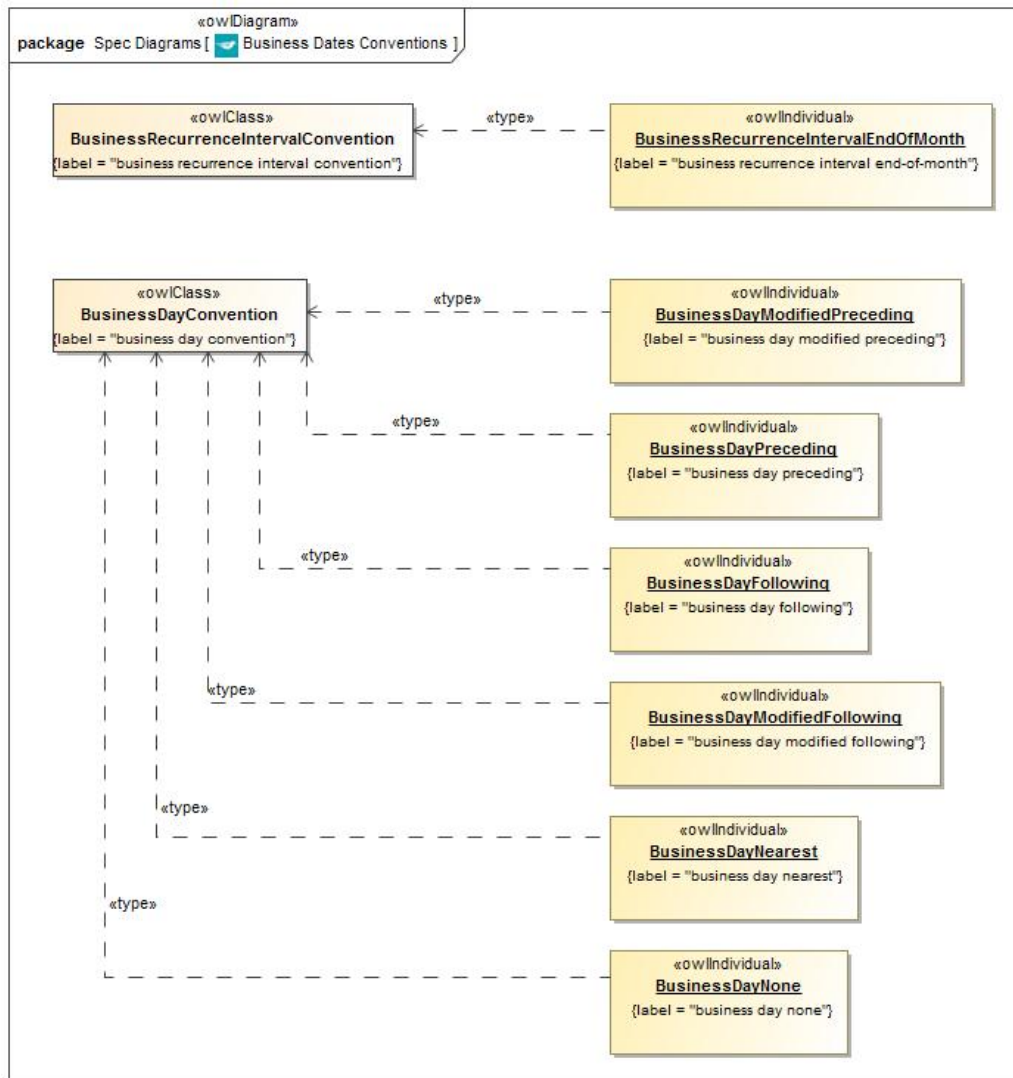 «owlDiagram»
package Spec Diagrams [ Business Dates Conventions ]
«owlClass»
BusinessRecurrenceIntervalConvention
{label = "business recurrence interval convention"}
«type»
«owlIndividual»
BusinessRecurrenceIntervalEndOfMonth
{label = "business recurrence interval end-of-month"}
«owlClass»
BusinessDayConvention
{label = "business day convention"}
«type»
«owlIndividual»
BusinessDayModifiedPreceding
{label = "business day modified preceding"}
«type»
«owlIndividual»
BusinessDayPreceding
{label = "business day preceding"}
«type»
«owlIndividual»
BusinessDayFollowing
{label = "business day following"}
«type»
«owlIndividual»
BusinessDayModifiedFollowing
{label = "business day modified following"}
«type»
«owlIndividual»
BusinessDayNearest
{label = "business day nearest"}
«type»
«owlIndividual»
BusinessDayNone
{label = "business day none"}